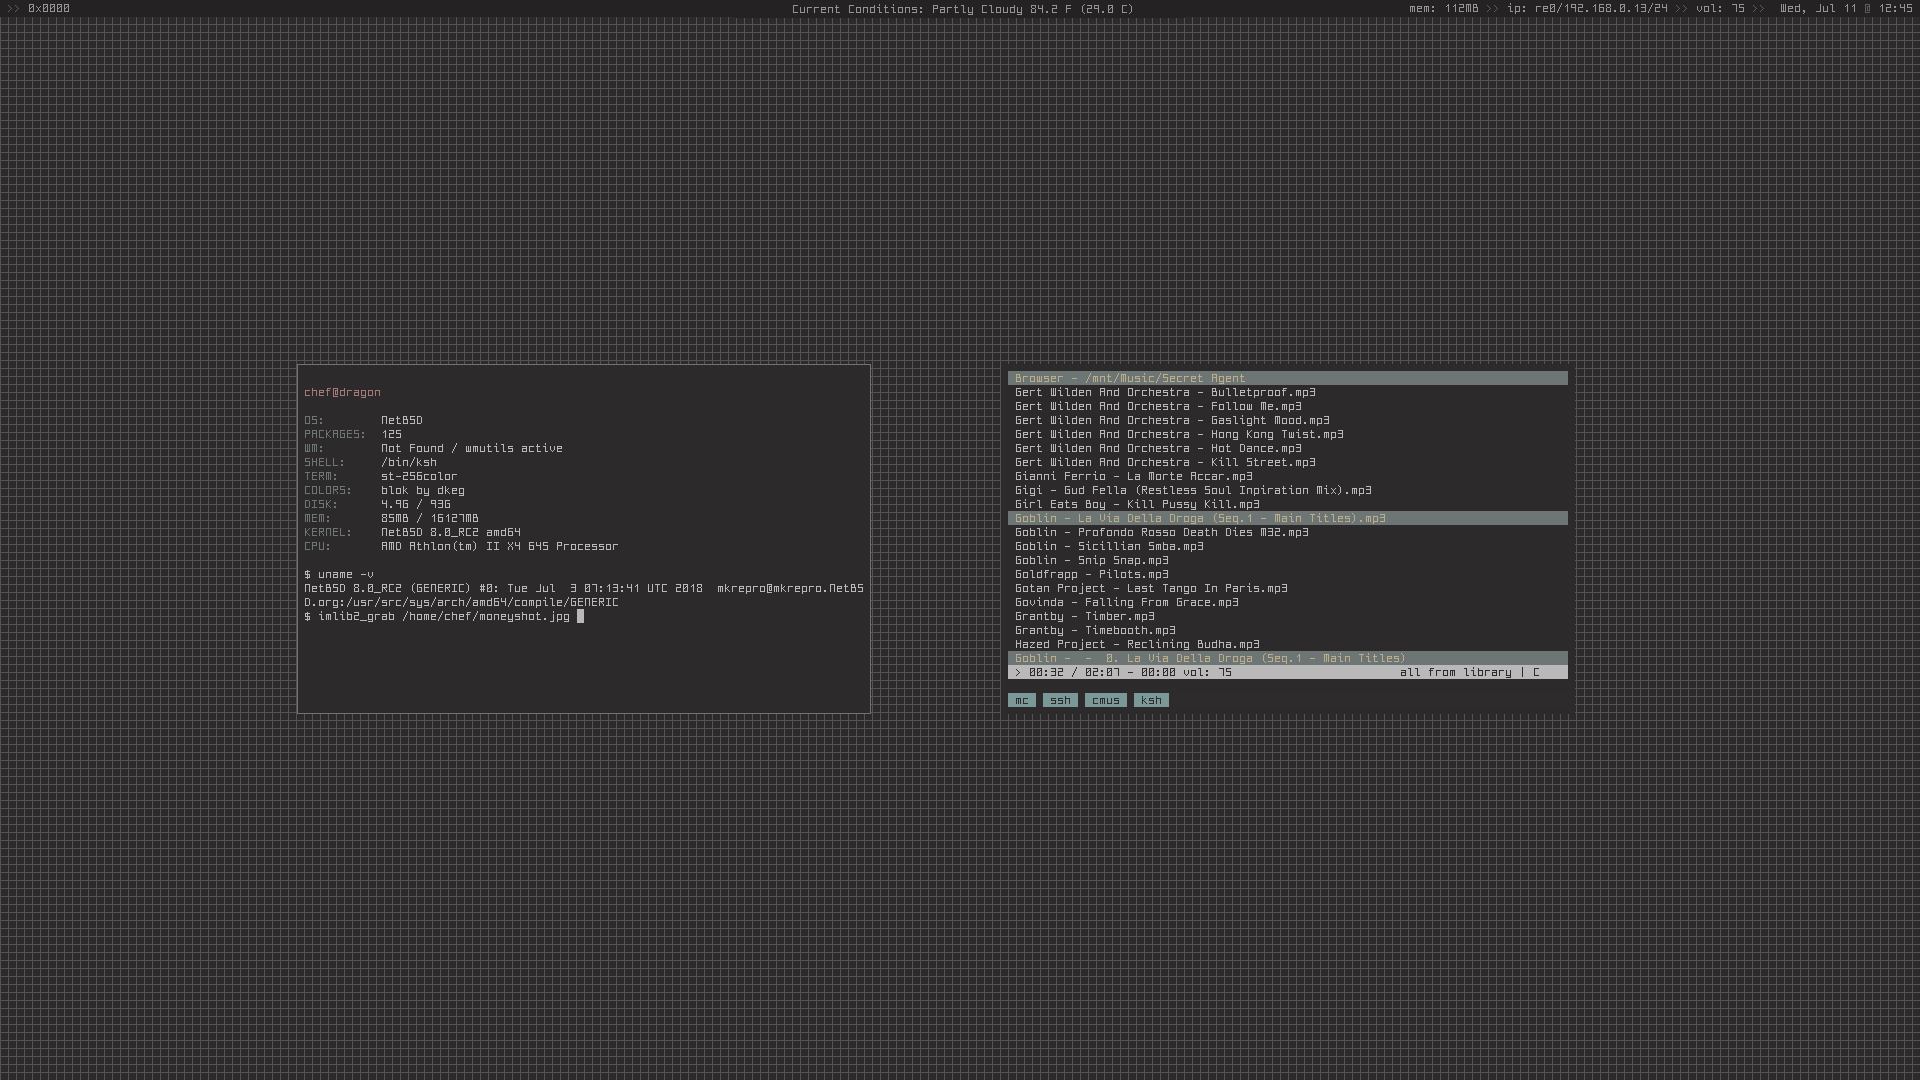 >> 0x0000
Current Conditions: Partly Cloudy 84.2 F (29.0 C)
mem: 112MB >> ip: re0/192.168.0.13/24 >> vol: 75 >> Wed, Jul 11 @ 12:45
chef@dragon
OS: NetBSD
PACKAGES: 125
WM: Not Found / wmutils active
SHELL: /bin/ksh
TERM: st-256color
COLORS: blok by dkeg
DISK: 4.9G / 93G
MEM: 85MB / 16127MB
KERNEL: NetBSD 8.0_RC2 amd64
CPU: AMD Athlon(tm) II X4 645 Processor
$ uname -v
NetBSD 8.0_RC2 (GENERIC) #0: Tue Jul  3 07:13:41 UTC 2018  mkrepro@mkrepro.NetBS
D.org:/usr/src/sys/arch/amd64/compile/GENERIC
$ imlib2_grab /home/chef/moneyshot.jpg
Browser - /mnt/Music/Secret Agent
Gert Wilden And Orchestra - Bulletproof.mp3
Gert Wilden And Orchestra - Follow Me.mp3
Gert Wilden And Orchestra - Gaslight Mood.mp3
Gert Wilden And Orchestra - Hong Kong Twist.mp3
Gert Wilden And Orchestra - Hot Dance.mp3
Gert Wilden And Orchestra - Kill Street.mp3
Gianni Ferrio - La Morte Accar.mp3
Gigi - Gud Fella (Restless Soul Inpiration Mix).mp3
Girl Eats Boy - Kill Pussy Kill.mp3
Goblin - La Via Della Droga (Seq.1 - Main Titles).mp3
Goblin - Profondo Rosso Death Dies M32.mp3
Goblin - Sicillian Smba.mp3
Goblin - Snip Snap.mp3
Goldfrapp - Pilots.mp3
Gotan Project - Last Tango In Paris.mp3
Govinda - Falling From Grace.mp3
Grantby - Timber.mp3
Grantby - Timebooth.mp3
Hazed Project - Reclining Budha.mp3
Goblin -  -  0. La Via Della Droga (Seq.1 - Main Titles)
> 00:32 / 02:07 - 00:00 vol: 75 all from library | C
mc ssh cmus ksh